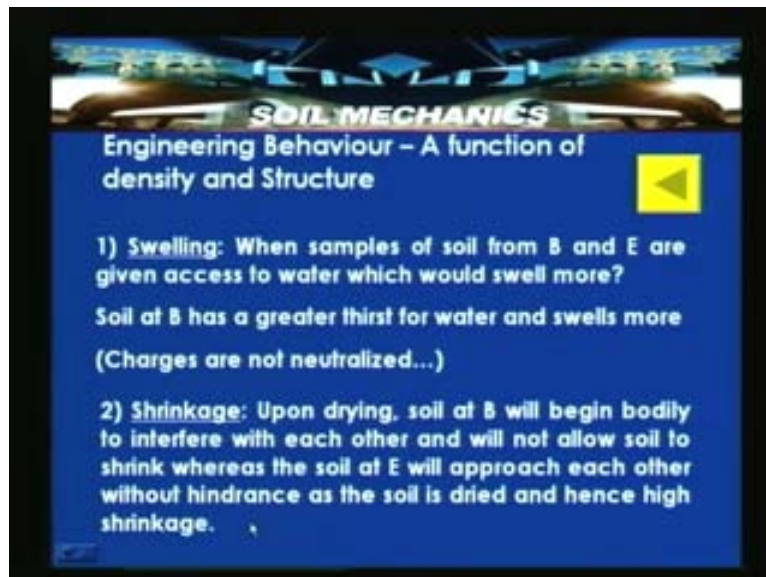 SOIL MECHANICS
Engineering Behaviour – A function of
density and Structure
1) Swelling: When samples of soil from B and E are
given access to water which would swell more?
Soil at B has a greater thirst for water and swells more
(Charges are not neutralized...)
2) Shrinkage: Upon drying, soil at B will begin bodily
to interfere with each other and will not allow soil to
shrink whereas the soil at E will approach each other
without hindrance as the soil is dried and hence high
shrinkage.